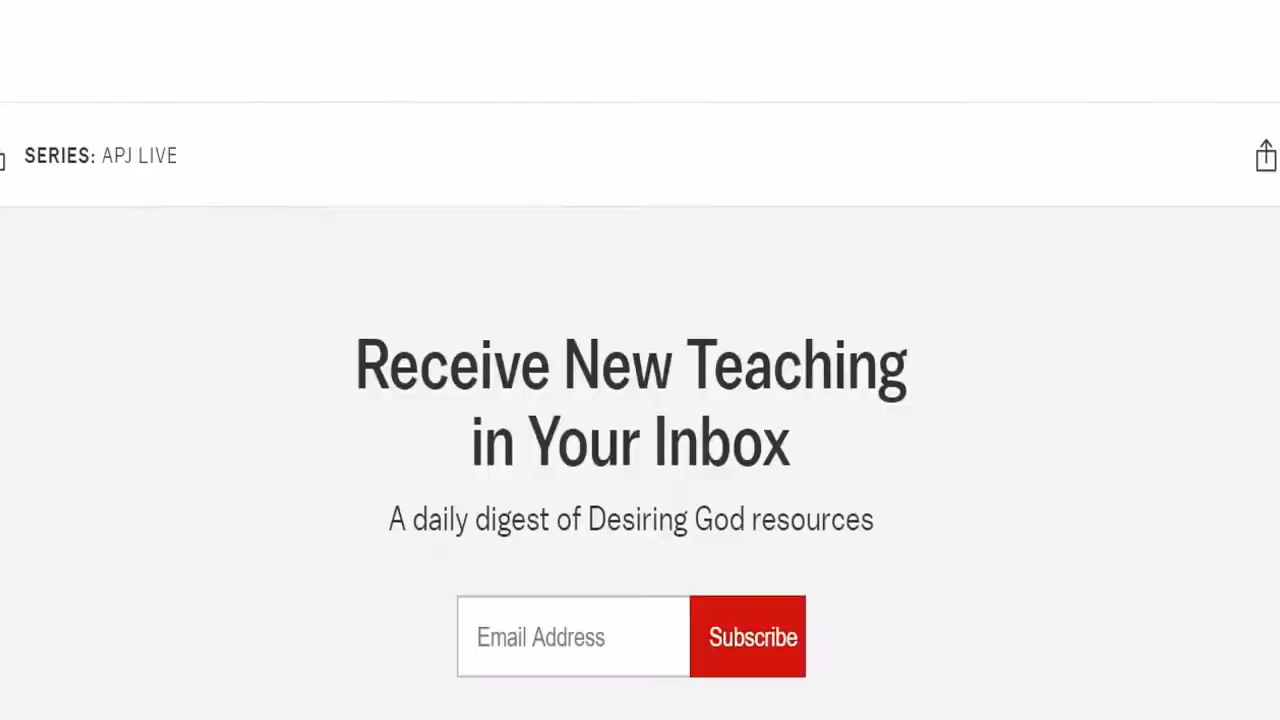 SERIES: APJ LIVE
Receive New Teaching
in Your Inbox
A daily digest of Desiring God resources
Email Address
Subscribe